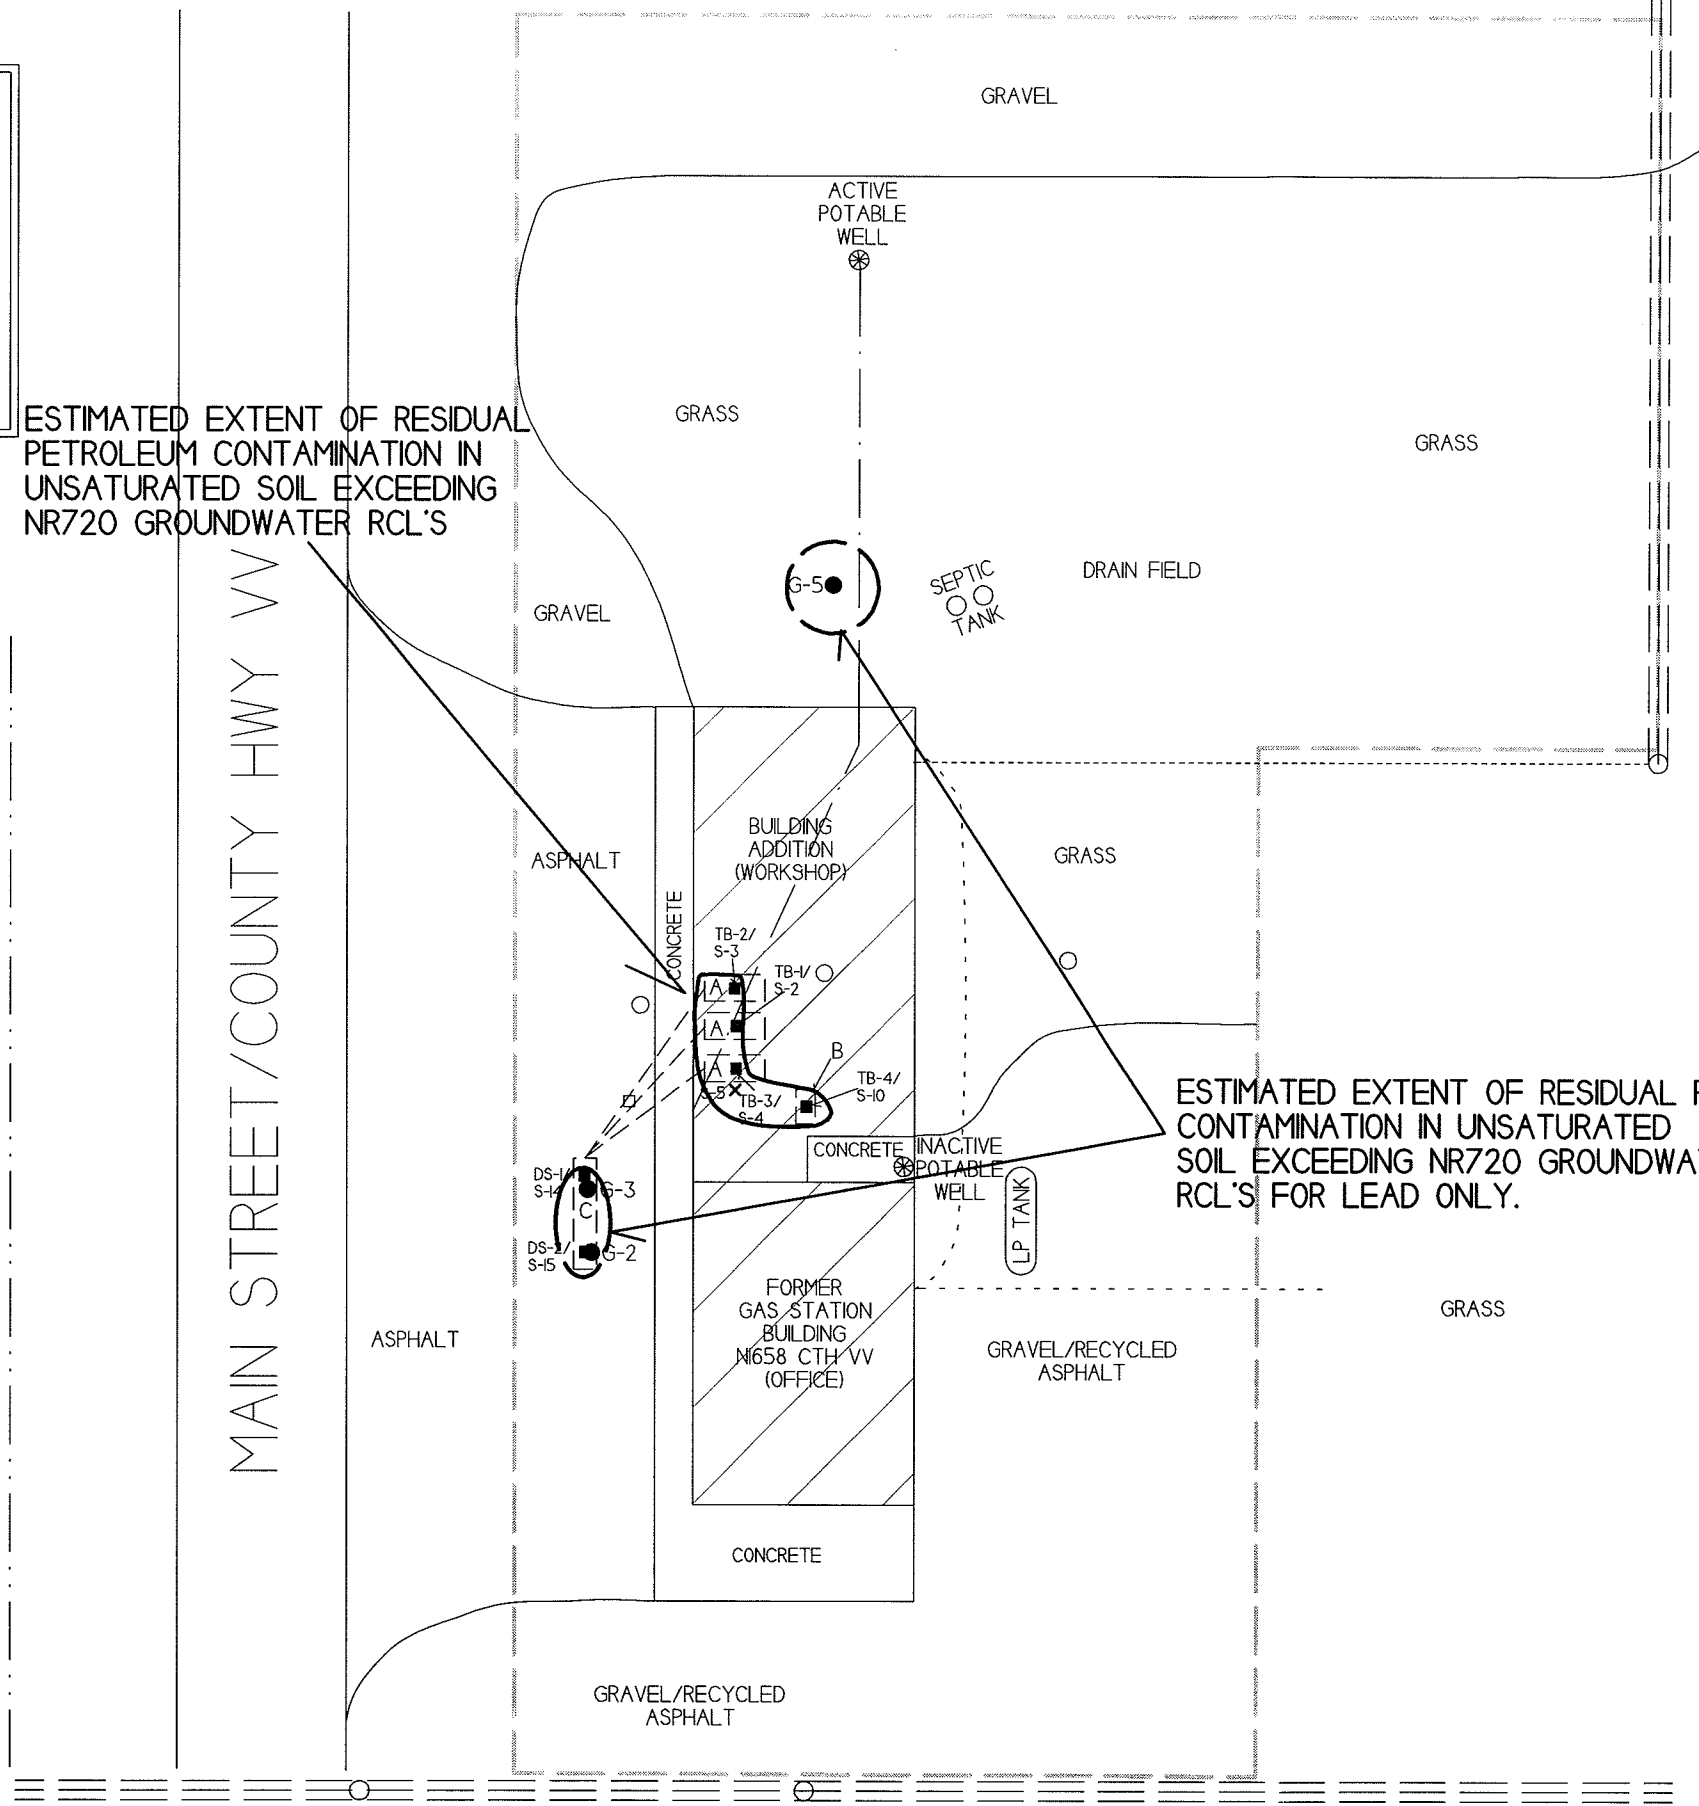 GRAVEL
ACTIVE
POTABLE
WELL
ESTIMATED EXTENT OF RESIDUAL
PETROLEUM CONTAMINATION IN
UNSATURATED SOIL EXCEEDING
NR720 GROUNDWATER RCL'S
GRASS
GRASS
G-5
SEPTIC
TANK
DRAIN FIELD
GRAVEL
MAIN STREET/COUNTY HWY VV
BUILDING
ADDITION
(WORKSHOP)
ASPHALT
GRASS
CONCRETE
TB-2/
S-3
TB-1/
S-2
A
A
A
B
S-5
TB-3/
S-4
TB-4/
S-10
ESTIMATED EXTENT OF RESIDUAL
CONTAMINATION IN UNSATURATED
SOIL EXCEEDING NR720
RCL'S FOR LEAD ONLY.
CONCRETE
INACTIVE
POTABLE
WELL
LP TANK
DS-1/
S-14
G-3
C
DS-2/
S-15
G-2
FORMER
GAS STATION
BUILDING
N1658 CTH VV
(OFFICE)
ASPHALT
GRASS
GRAVEL/RECYCLED
ASPHALT
CONCRETE
GRAVEL/RECYCLED
ASPHALT